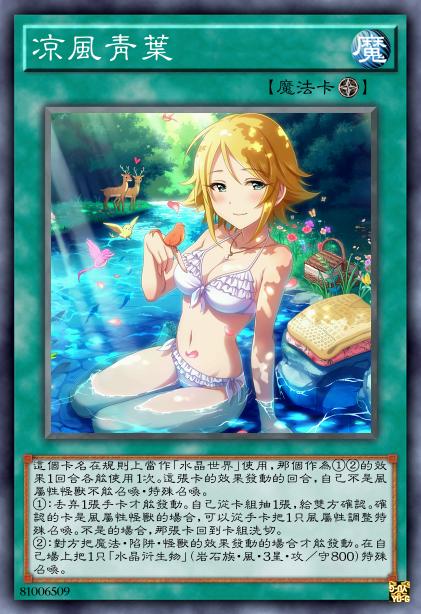 凉風青葉
魔
【魔法卡】
這個卡名在規則上當作「水晶世界」使用，那個作為①②的效
果1回合各能使用1次。這張卡的效果發動的回合，自己不是風
屬性怪獸不能召喚·特殊召喚。
①：丟弃1張手卡才能發動。自己從卡組抽1張，給雙方確認。確
認的卡是風屬性怪獸的場合，可以從手卡把1只風屬性調整特
殊召喚。不是的場合，那張卡回到卡組洗切。
②：對方把魔法·陷阱·怪獸的效果發動的場合才能發動。在自
己場上把1只「水晶衍生物」（岩石族·風·3星·攻／守800）特殊
召喚。
81006509